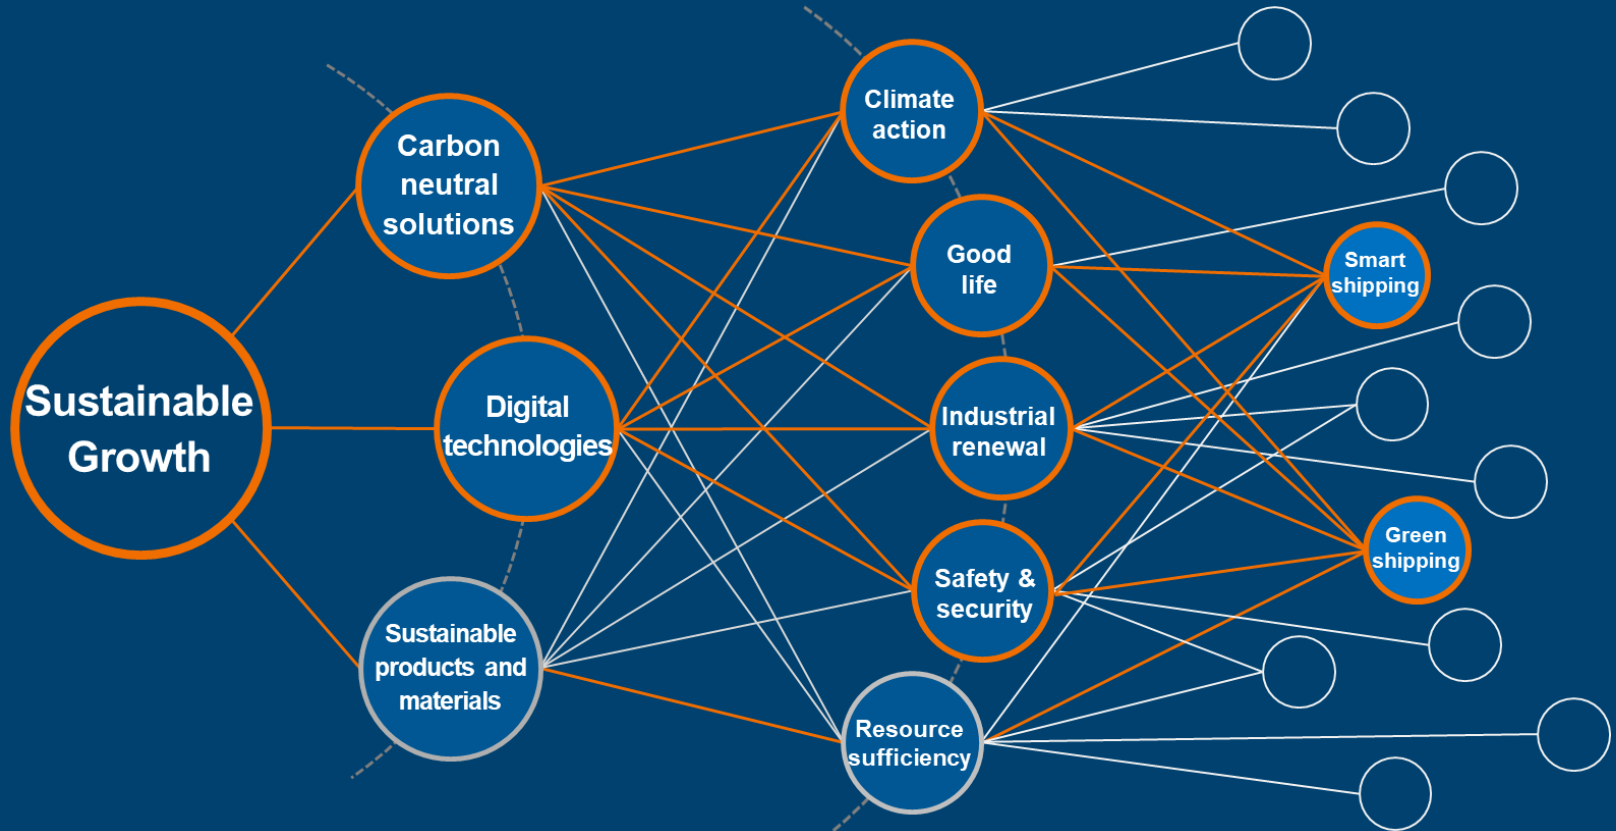 Sustainable
Growth
Carbon
neutral
solutions
Digital
technologies
Sustainable
products and
materials
Climate
action
Good
life
Industrial
renewal
Safety &
security
Resource
sufficiency
Smart
shipping
Green
shipping